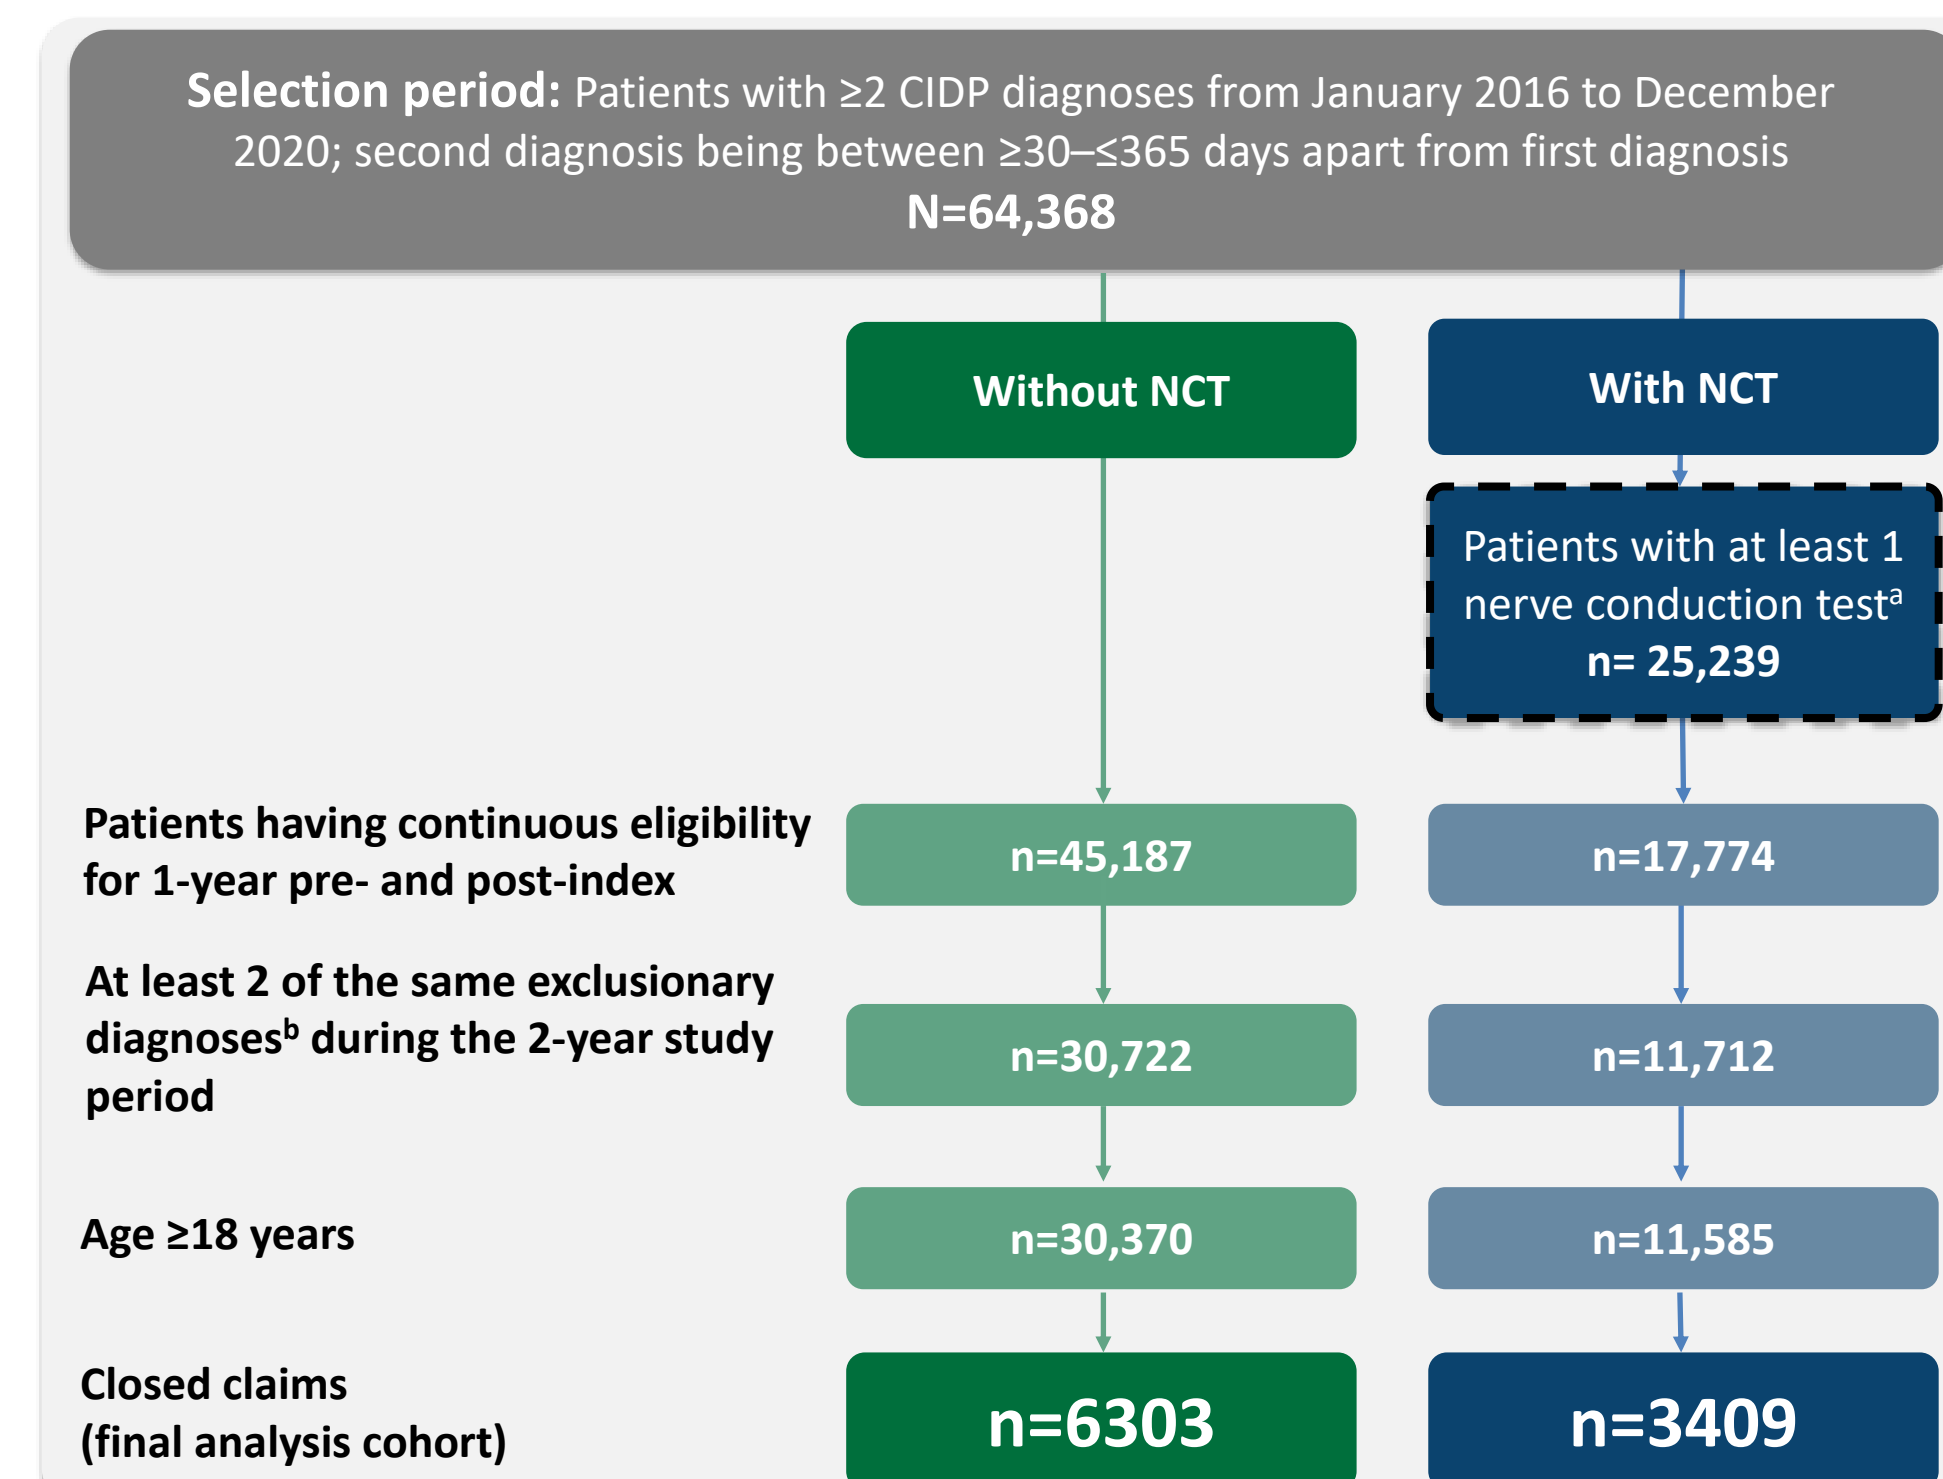 Selection period: Patients with ≥2 CIDP diagnoses from January 2016 to December
2020; second diagnosis being between ≥30–≤365 days apart from first diagnosis
N=64,368
Without NCT
With NCT
Patients with at least 1
nerve conduction testᵃ
n= 25,239
Patients having continuous eligibility
for 1-year pre- and post-index
n=45,187
n=17,774
At least 2 of the same exclusionary
diagnosesᵇ during the 2-year study
period
n=30,722
n=11,712
Age ≥18 years
n=30,370
n=11,585
Closed claims
(final analysis cohort)
n=6303
n=3409